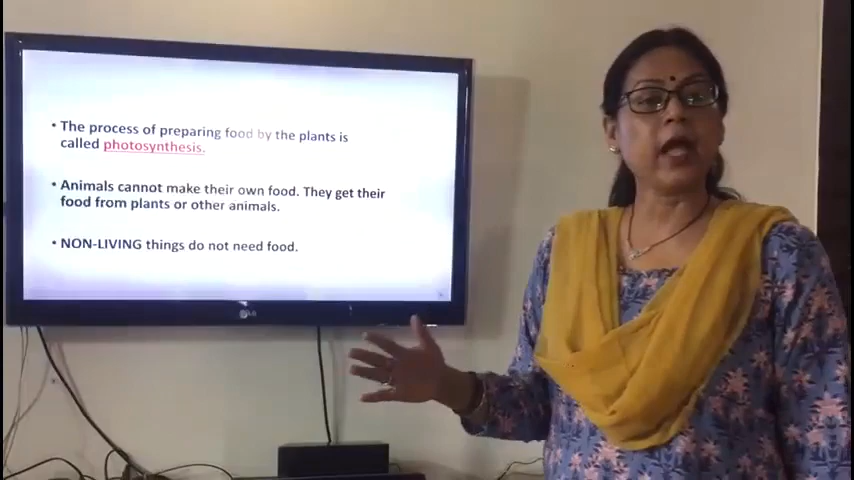 • The process of preparing food by the plants is
called photosynthesis.
• Animals cannot make their own food. They get their
food from plants or other animals.
• NON-LIVING things do not need food.
LG